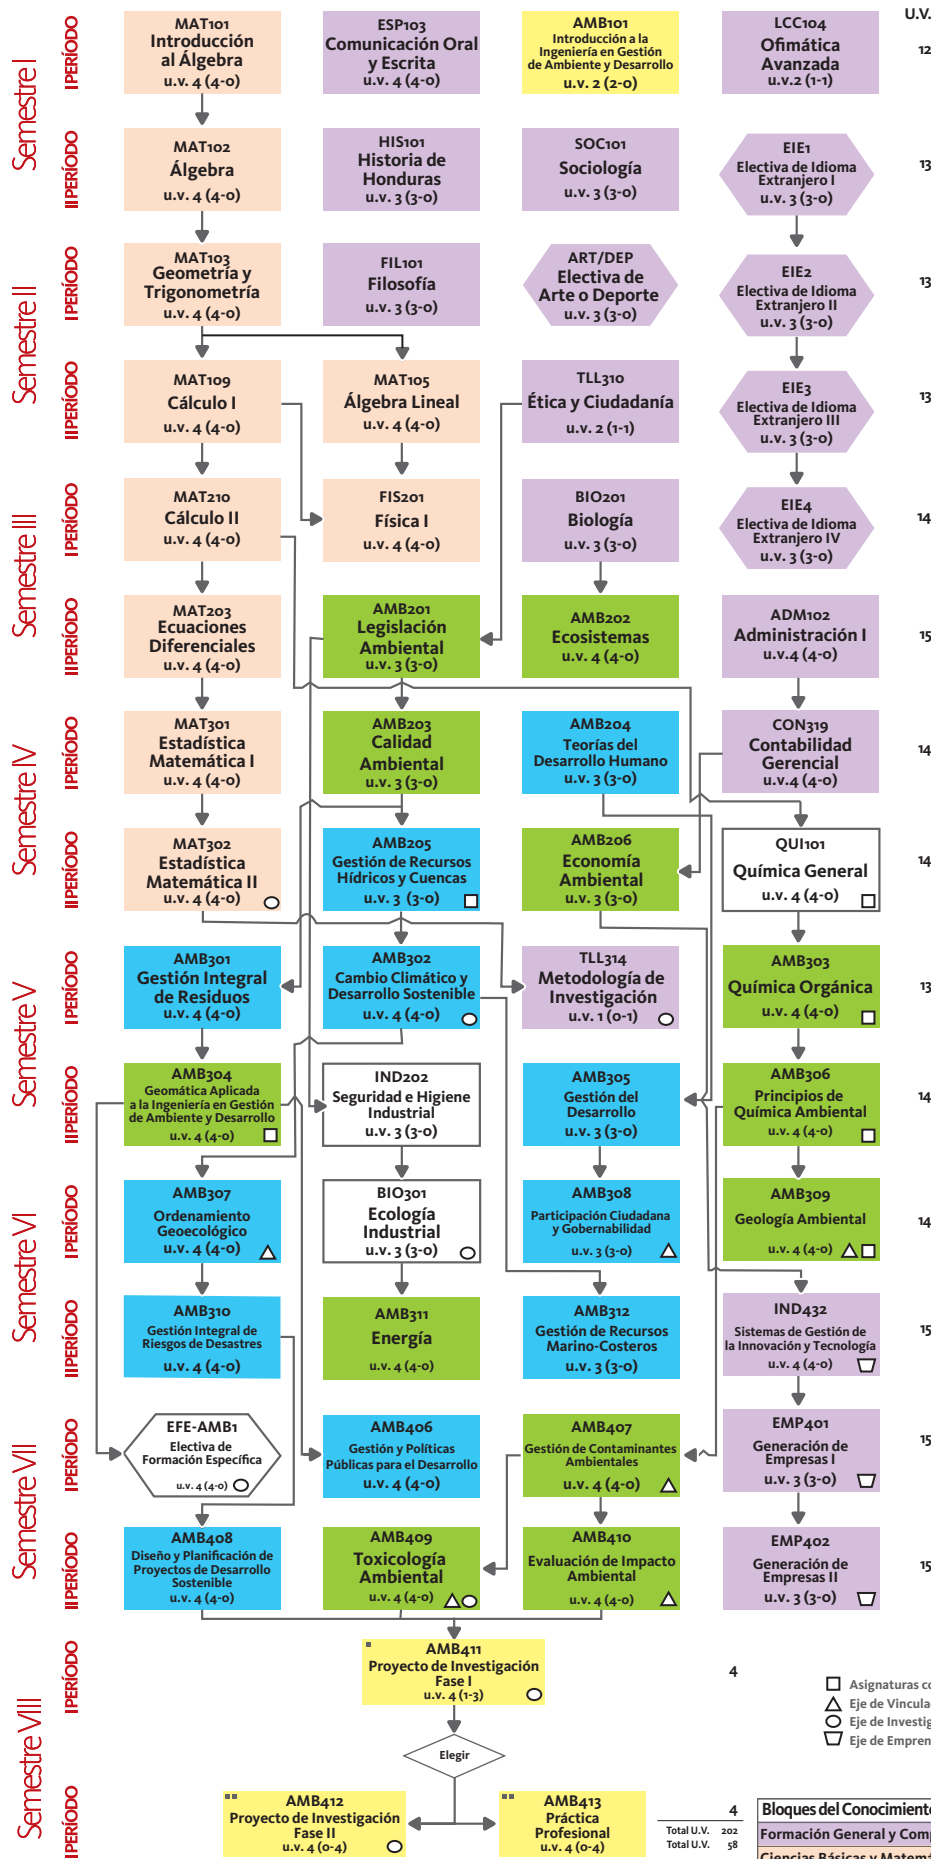 U.V.
Semestre I
I PERÍODO
MAT101
Introducción
al Álgebra
u.v. 4 (4-0)
ESP103
Comunicación Oral
y Escrita
u.v. 4 (4-0)
AMB101
Introducción a la
Ingeniería en Gestión
de Ambiente y Desarrollo
u.v. 2 (2-0)
LCC104
Ofimática
Avanzada
u.v.2 (1-1)
12
II PERÍODO
MAT102
Álgebra
u.v. 4 (4-0)
HIS101
Historia de
Honduras
u.v. 3 (3-0)
SOC101
Sociología
u.v. 3 (3-0)
EIE1
Electiva de Idioma
Extranjero I
u.v. 3 (3-0)
13
Semestre II
I PERÍODO
MAT103
Geometría y
Trigonometría
u.v. 4 (4-0)
FIL101
Filosofía
u.v. 3 (3-0)
ART/DEP
Electiva de
Arte o Deporte
u.v. 3 (3-0)
EIE2
Electiva de Idioma
Extranjero II
u.v. 3 (3-0)
13
II PERÍODO
MAT109
Cálculo I
u.v. 4 (4-0)
MAT105
Álgebra Lineal
u.v. 4 (4-0)
TLL310
Ética y Ciudadanía
u.v. 2 (1-1)
EIE3
Electiva de Idioma
Extranjero III
u.v. 3 (3-0)
13
Semestre III
I PERÍODO
MAT210
Cálculo II
u.v. 4 (4-0)
FIS201
Física I
u.v. 4 (4-0)
BIO201
Biología
u.v. 3 (3-0)
EIE4
Electiva de Idioma
Extranjero IV
u.v. 3 (3-0)
14
II PERÍODO
MAT203
Ecuaciones
Diferenciales
u.v. 4 (4-0)
AMB201
Legislación
Ambiental
u.v. 3 (3-0)
AMB202
Ecosistemas
u.v. 4 (4-0)
ADM102
Administración I
u.v.4 (4-0)
15
Semestre IV
I PERÍODO
MAT301
Estadística
Matemática I
u.v. 4 (4-0)
AMB203
Calidad
Ambiental
u.v. 3 (3-0)
AMB204
Teorías del
Desarrollo Humano
u.v. 3 (3-0)
CON319
Contabilidad
Gerencial
u.v.4 (4-0)
14
II PERÍODO
MAT302
Estadística
Matemática II
u.v. 4 (4-0)
AMB205
Gestión de Recursos
Hídricos y Cuencas
u.v. 3 (3-0)
AMB206
Economía
Ambiental
u.v. 3 (3-0)
QUI101
Química General
u.v. 4 (4-0)
14
Semestre V
I PERÍODO
AMB301
Gestión Integral
de Residuos
u.v. 4 (4-0)
AMB302
Cambio Climático y
Desarrollo Sostenible
u.v. 4 (4-0)
TLL314
Metodología de
Investigación
u.v. 1 (0-1)
AMB303
Química Orgánica
u.v. 4 (4-0)
13
II PERÍODO
AMB304
Geomática Aplicada
a la Ingeniería en Gestión
de Ambiente y Desarrollo
u.v. 4 (4-0)
IND202
Seguridad e Higiene
Industrial
u.v. 3 (3-0)
AMB305
Gestión del
Desarrollo
u.v. 3 (3-0)
AMB306
Principios de
Química Ambiental
u.v. 4 (4-0)
14
Semestre VI
I PERÍODO
AMB307
Ordenamiento
Geoecológico
u.v. 4 (4-0)
BIO301
Ecología
Industrial
u.v. 3 (3-0)
AMB308
Participación Ciudadana
y Gobernabilidad
u.v. 3 (3-0)
AMB309
Geología Ambiental
u.v. 4 (4-0)
14
II PERÍODO
AMB310
Gestión Integral de
Riesgos de Desastres
u.v. 4 (4-0)
AMB311
Energía
u.v. 4 (4-0)
AMB312
Gestión de Recursos
Marino-Costeros
u.v. 3 (3-0)
IND432
Sistemas de Gestión de
la Innovación y Tecnología
u.v. 4 (4-0)
15
Semestre VII
I PERÍODO
EFE-AMB1
Electiva de
Formación Específica
u.v. 4 (4-0)
AMB406
Gestión y Políticas
Públicas para el Desarrollo
u.v. 4 (4-0)
AMB407
Gestión de Contaminantes
Ambientales
u.v. 4 (4-0)
EMP401
Generación de
Empresas I
u.v. 3 (3-0)
15
II PERÍODO
AMB408
Diseño y Planificación de
Proyectos de Desarrollo
Sostenible
u.v. 4 (4-0)
AMB409
Toxicología
Ambiental
u.v. 4 (4-0)
AMB410
Evaluación de Impacto
Ambiental
u.v. 4 (4-0)
EMP402
Generación de
Empresas II
u.v. 3 (3-0)
15
Semestre VIII
I PERÍODO
AMB411
Proyecto de Investigación
Fase I
u.v. 4 (1-3)
4
Asignaturas co
Eje de Vincula
Eje de Investig
Eje de Empren
Elegir
I PERÍODO
AMB412
Proyecto de Investigación
Fase II
u.v. 4 (0-4)
AMB413
Práctica
Profesional
u.v. 4 (0-4)
4
Total U.V. 202
Total U.V. 58
Bloques del Conocimiento
Formación General y Comp
Ciencias Básicas y Matemá